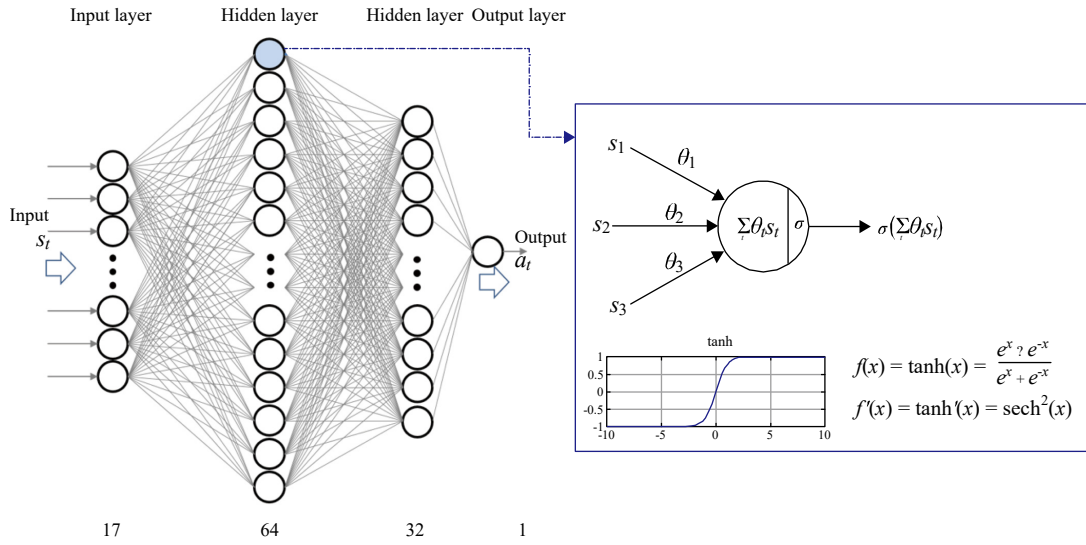 Input layer
Hidden layer
Hidden layer
Output layer
Input
s_t
Output
a_t
17
64
32
1
s_1
θ_1
s_2
θ_2
s_3
θ_3
∑θ_t s_t
σ
σ(∑θ_t s_t)
tanh
1
0.5
0
-0.5
-1
-10
-5
0
5
10
f(x) = tanh(x) = e^x ? e^-x / e^x + e^-x
f'(x) = tanh'(x) = sech^2(x)